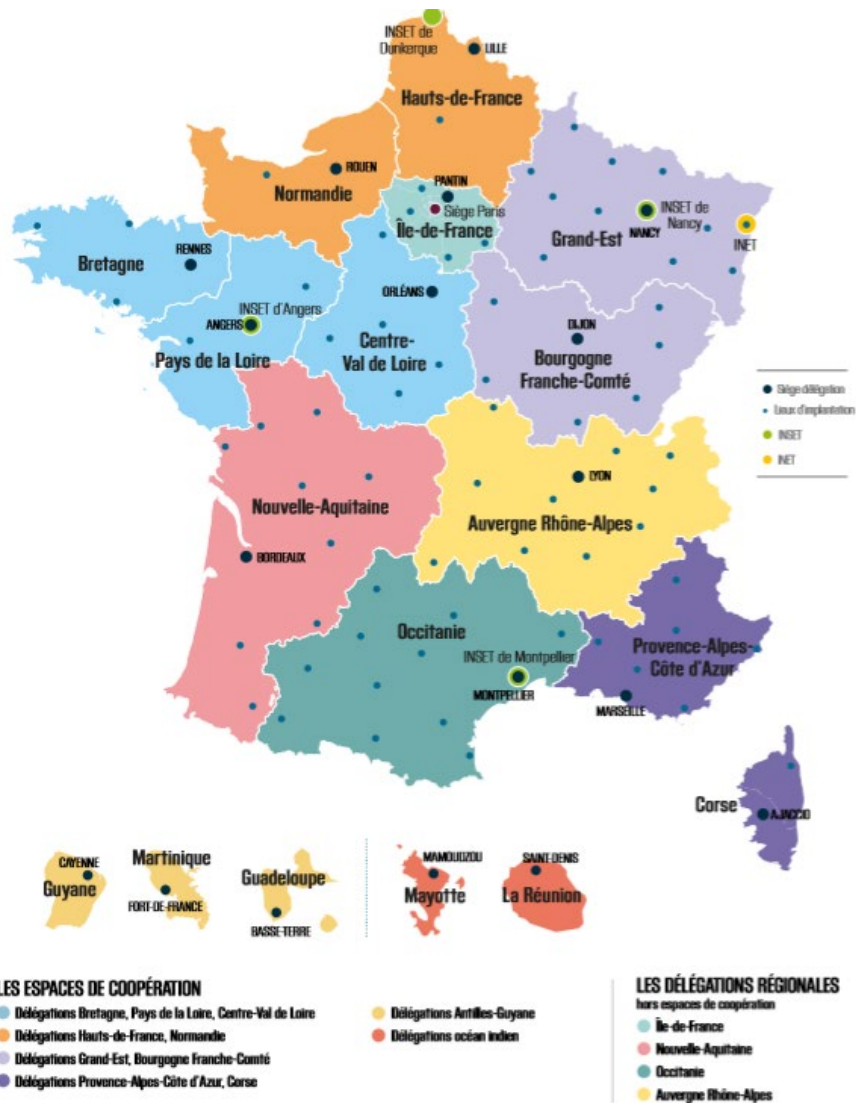 INSET de
Dunkerque
LILLE
Hauts-de-France
ROUEN
Normandie
PANTIN
Siège Paris
Île-de-France
INSET de
Nancy
NANCY
Grand-Est
INET
RENNES
Bretagne
ORLÉANS
INSET d'Angers
ANGERS
Pays de la Loire
Centre-
Val de Loire
DIJON
Bourgogne
Franche-Comté
Siège délégation
Lieux d'implantation
INSET
INET
LYON
Nouvelle-Aquitaine
Auvergne Rhône-Alpes
BORDEAUX
Occitanie
INSET de Montpellier
MONTPELLIER
Provence-Alpes-
Côte d'Azur
MARSEILLE
Corse
AJACCIO
CAYENNE
Guyane
Martinique
FORT-DE-FRANCE
Guadeloupe
BASSE-TERRE
MAMOUDZOU
Mayotte
SAINT-DENIS
La Réunion
LES ESPACES DE COOPÉRATION
Délégations Bretagne, Pays de la Loire, Centre-Val de Loire
Délégations Hauts-de-France, Normandie
Délégations Grand-Est, Bourgogne Franche-Comté
Délégations Provence-Alpes-Côte d'Azur, Corse
Délégations Antilles-Guyane
Délégations océan indien
LES DÉLÉGATIONS RÉGIONALES
hors espaces de coopération
Île-de-France
Nouvelle-Aquitaine
Occitanie
Auvergne Rhône-Alpes